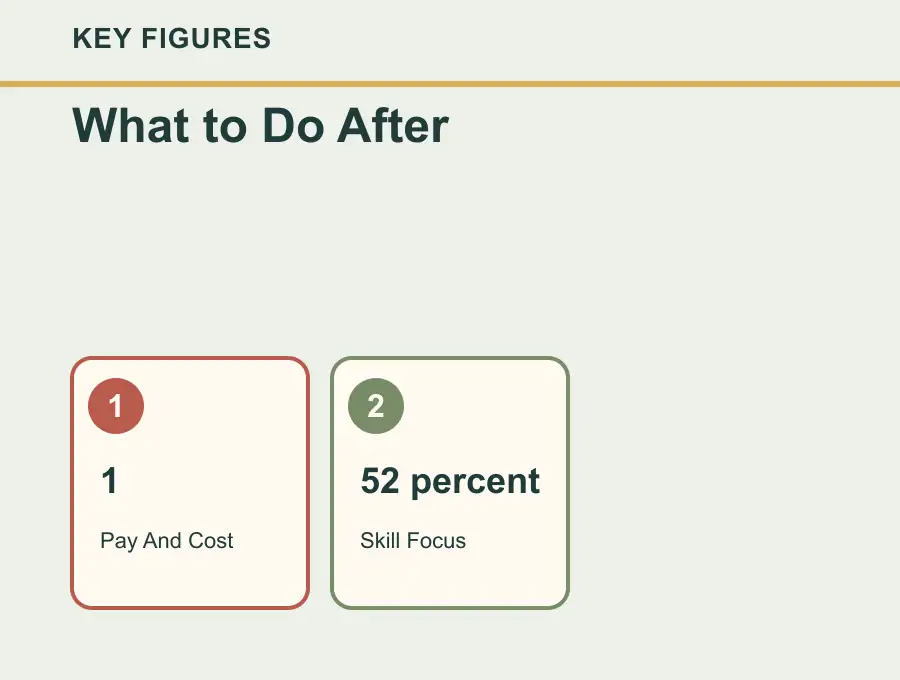 KEY FIGURES
What to Do After
1
1
Pay And Cost
2
52 percent
Skill Focus